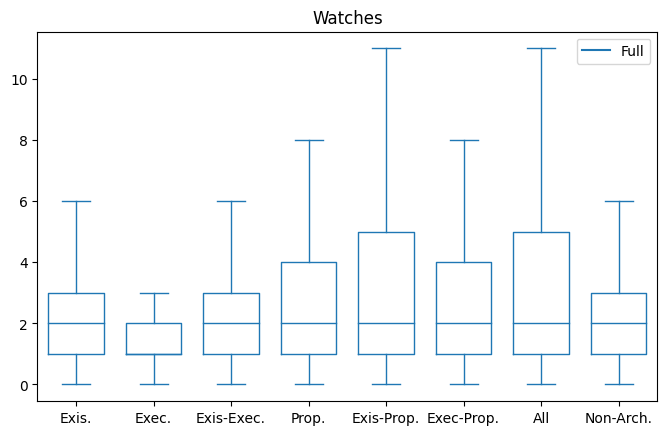 Watches
Full
10
8
6
4
2
0
Exis. Exec. Exis-Exec. Prop. Exis-Prop. Exec-Prop. All Non-Arch.